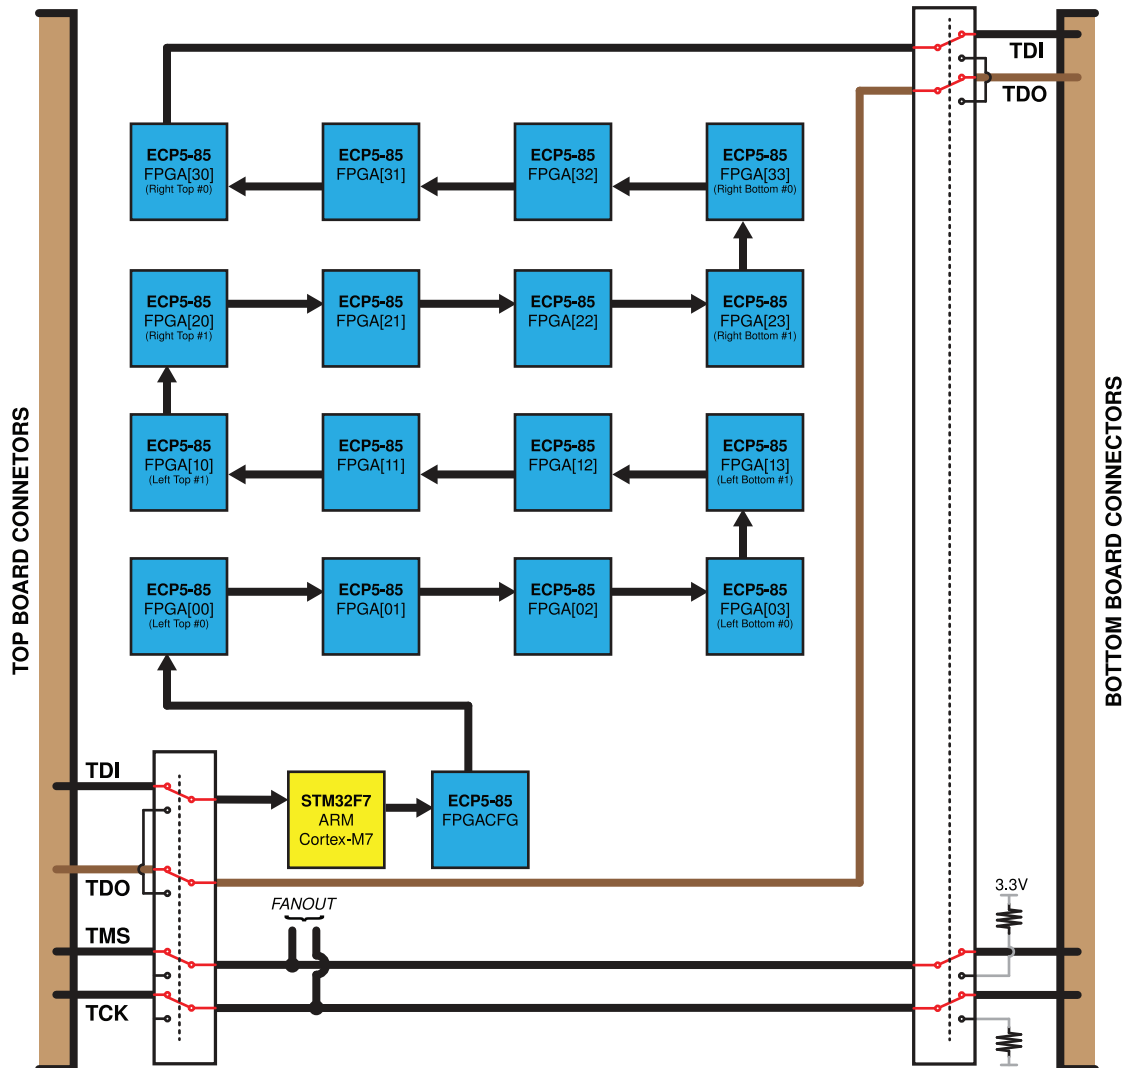 TDI
TDO
ECP5-85
FPGA[30]
(Right Top #0)
ECP5-85
FPGA[31]
ECP5-85
FPGA[32]
ECP5-85
FPGA[33]
(Right Bottom #0)
ECP5-85
FPGA[20]
(Right Top #1)
ECP5-85
FPGA[21]
ECP5-85
FPGA[22]
ECP5-85
FPGA[23]
(Right Bottom #1)
ECP5-85
FPGA[10]
(Left Top #1)
ECP5-85
FPGA[11]
ECP5-85
FPGA[12]
ECP5-85
FPGA[13]
(Left Bottom #1)
ECP5-85
FPGA[00]
(Left Top #0)
ECP5-85
FPGA[01]
ECP5-85
FPGA[02]
ECP5-85
FPGA[03]
(Left Bottom #0)
TOP BOARD CONNETORS
BOTTOM BOARD CONNECTORS
TDI
STM32F7
ARM
Cortex-M7
ECP5-85
FPGACFG
TDO
FANOUT
3.3V
TMS
TCK